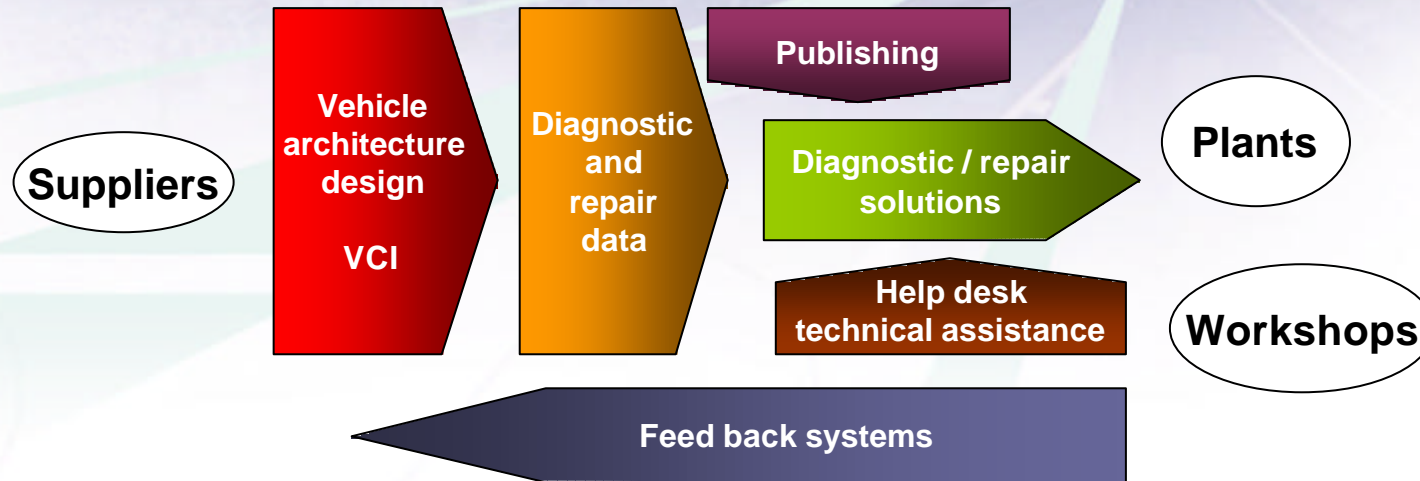 Suppliers
Vehicle
architecture
design
VCI
Diagnostic
and
repair
data
Publishing
Diagnostic / repair
solutions
Help desk
technical assistance
Plants
Workshops
Feed back systems